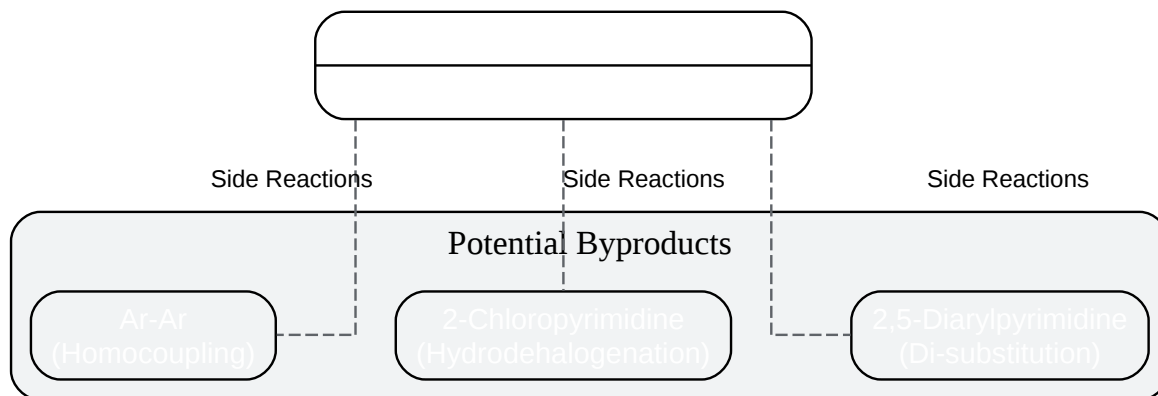 Side Reactions
Side Reactions
Side Reactions
Potential Byproducts
Ar-Ar
(Homocoupling)
2-Chloropyrimidine
(Hydrodehalogenation)
2,5-Diarylpyrimidine
(Di-substitution)